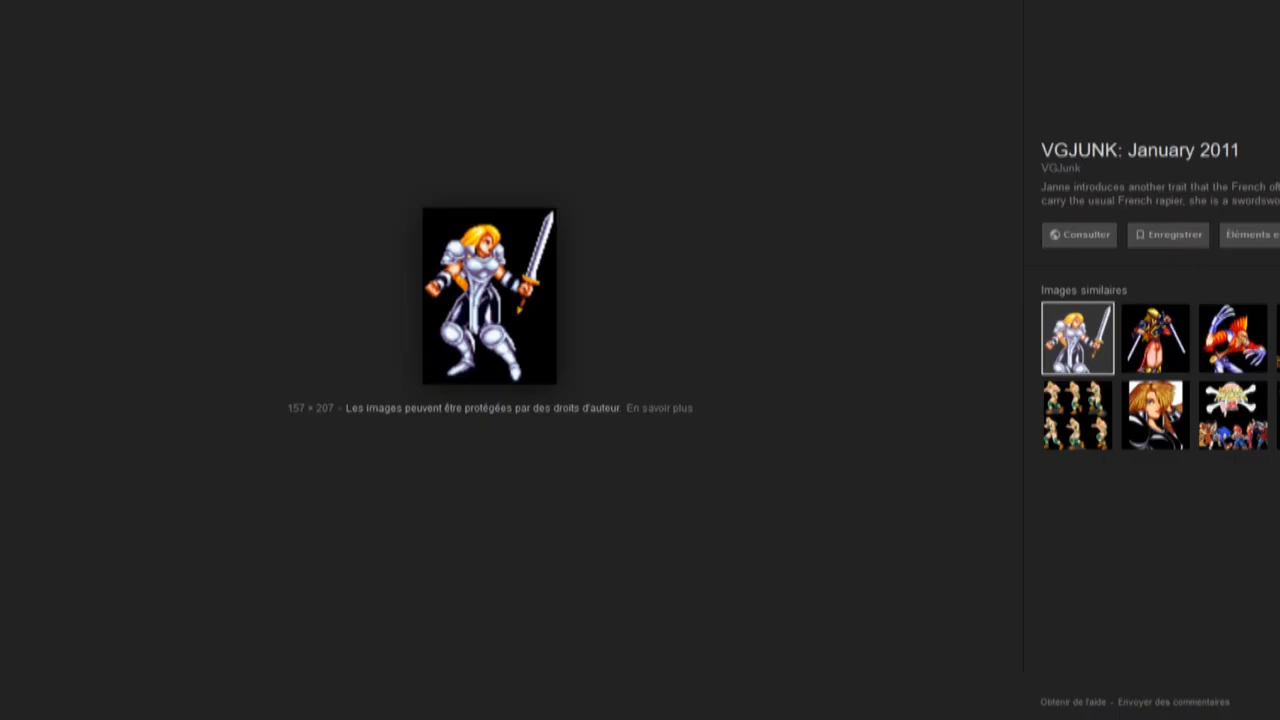 VGJUNK: January 2011
VGJunk
Janne introduces another trait that the French
carry the usual French rapier, she is a
Consulter
Enregistrer
Éléments
157 × 207 - Les images peuvent être protégées par des droits d'auteur. En savoir plus
Images similaires
Obtenir de l'aide - Envoyer des commentaires